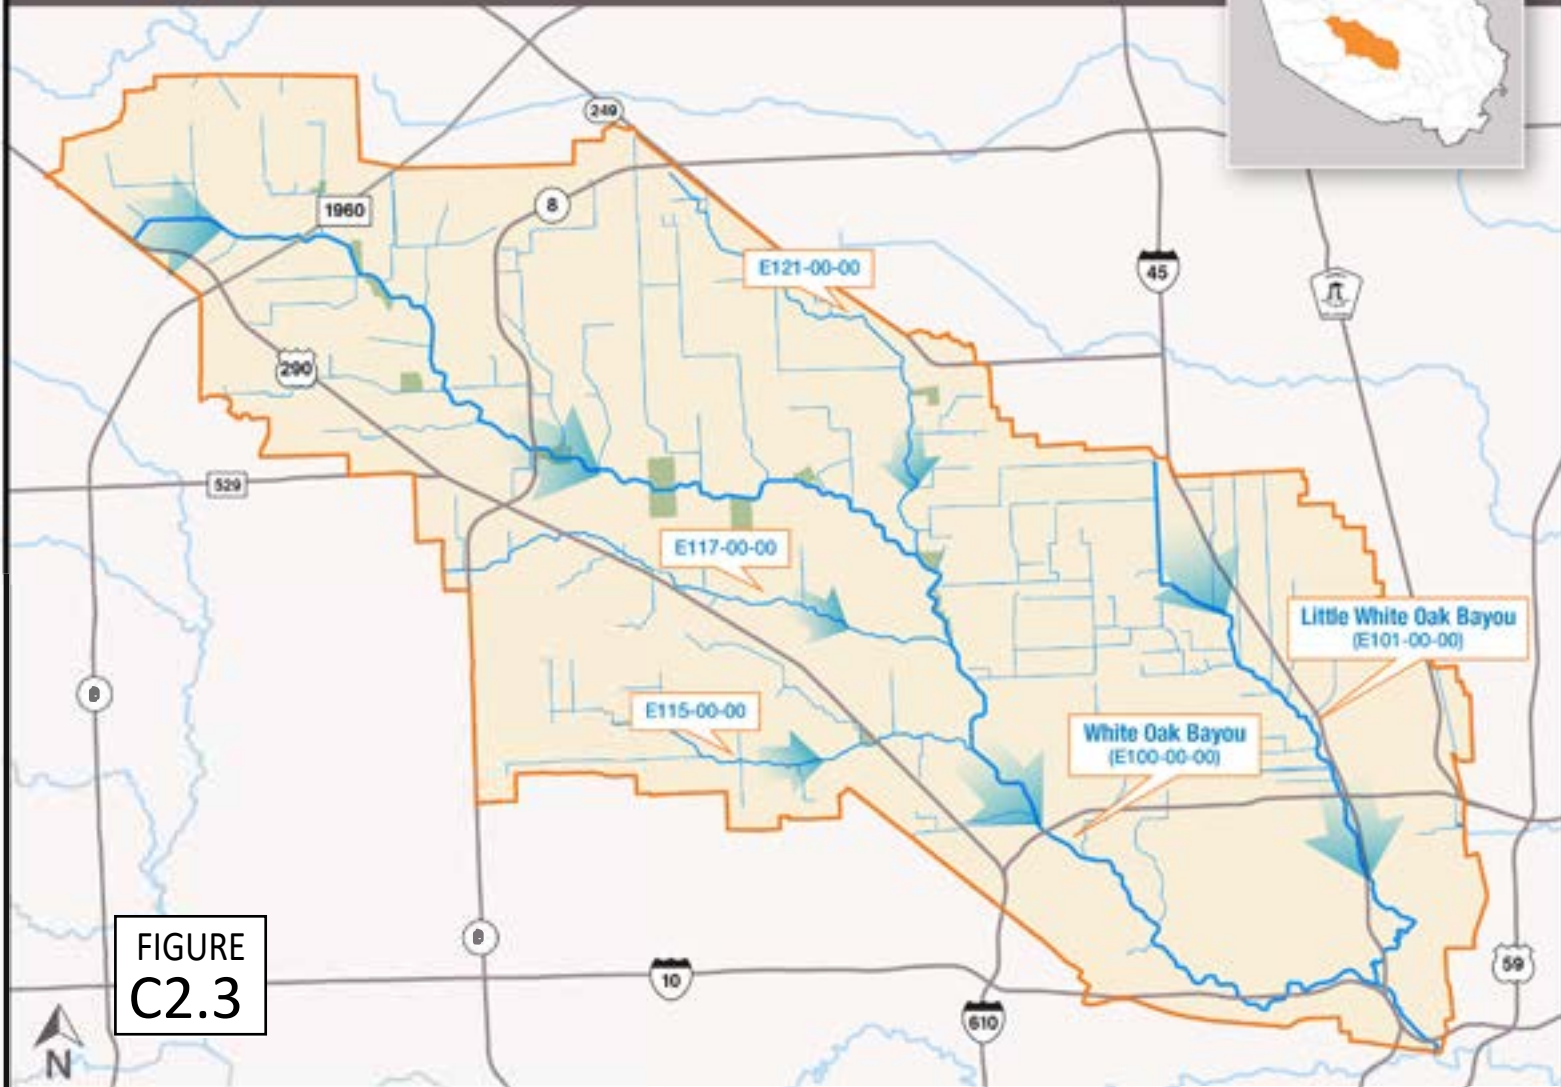 249
1960
8
E121-00-00
45
290
529
E117-00-00
Little White Oak Bayou
(E101-00-00)
E115-00-00
White Oak Bayou
(E100-00-00)
FIGURE
C2.3
10
59
610
N